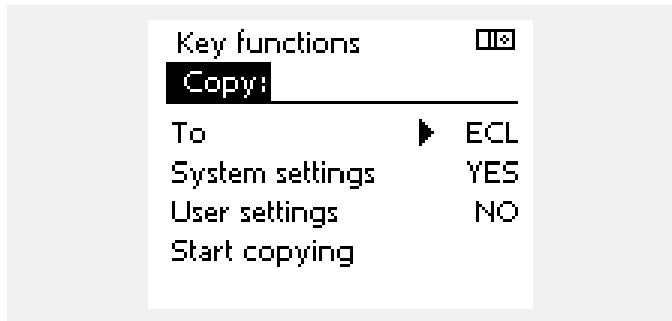 Key functions
Copy:
To ECL
System settings YES
User settings NO
Start copying